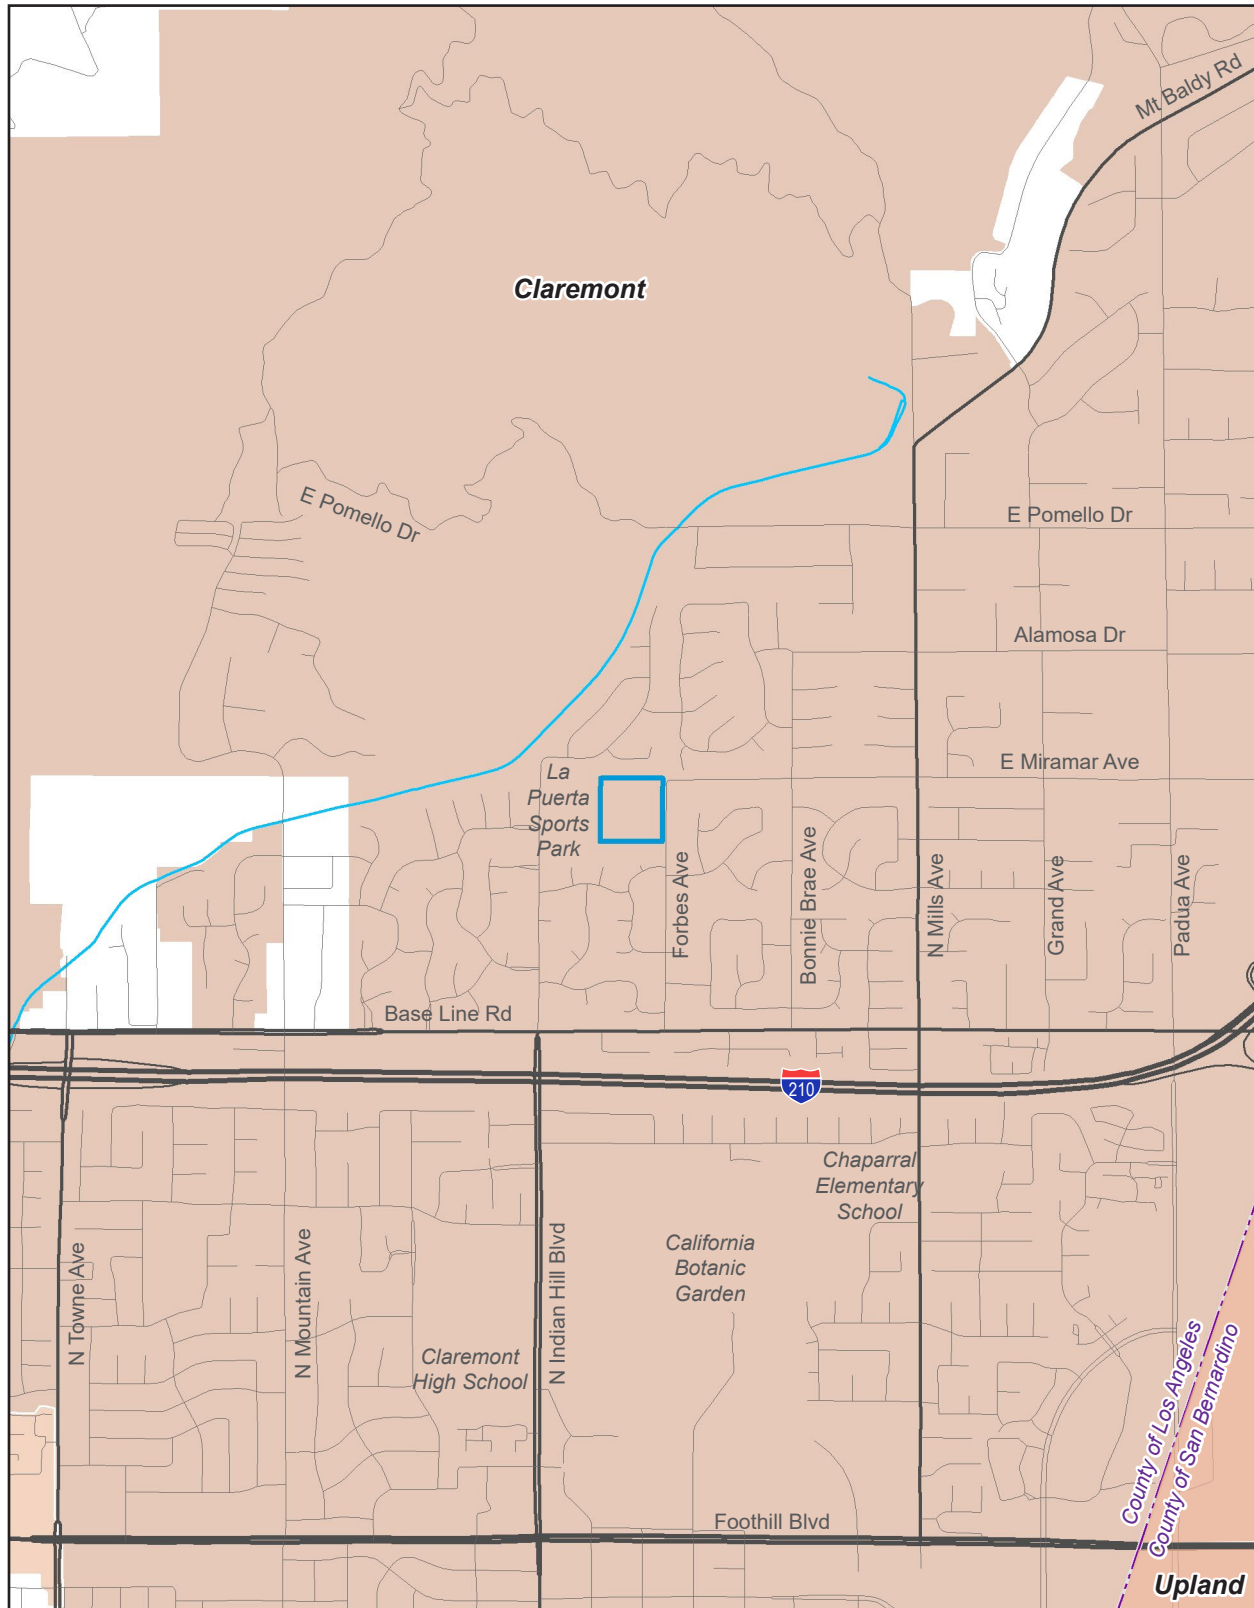 Mt Baldy Rd
Claremont
E Pomello Dr
E Pomello Dr
Alamosa Dr
E Miramar Ave
La
Puerta
Sports
Park
Forbes Ave
Bonnie Brae Ave
N Mills Ave
Grand Ave
Padua Ave
Base Line Rd
210
Chaparral
Elementary
School
California
Botanic
Garden
N Towne Ave
N Mountain Ave
N Indian Hill Blvd
Claremont
High School
County of Los Angeles
County of San Bernardino
Foothill Blvd
Upland